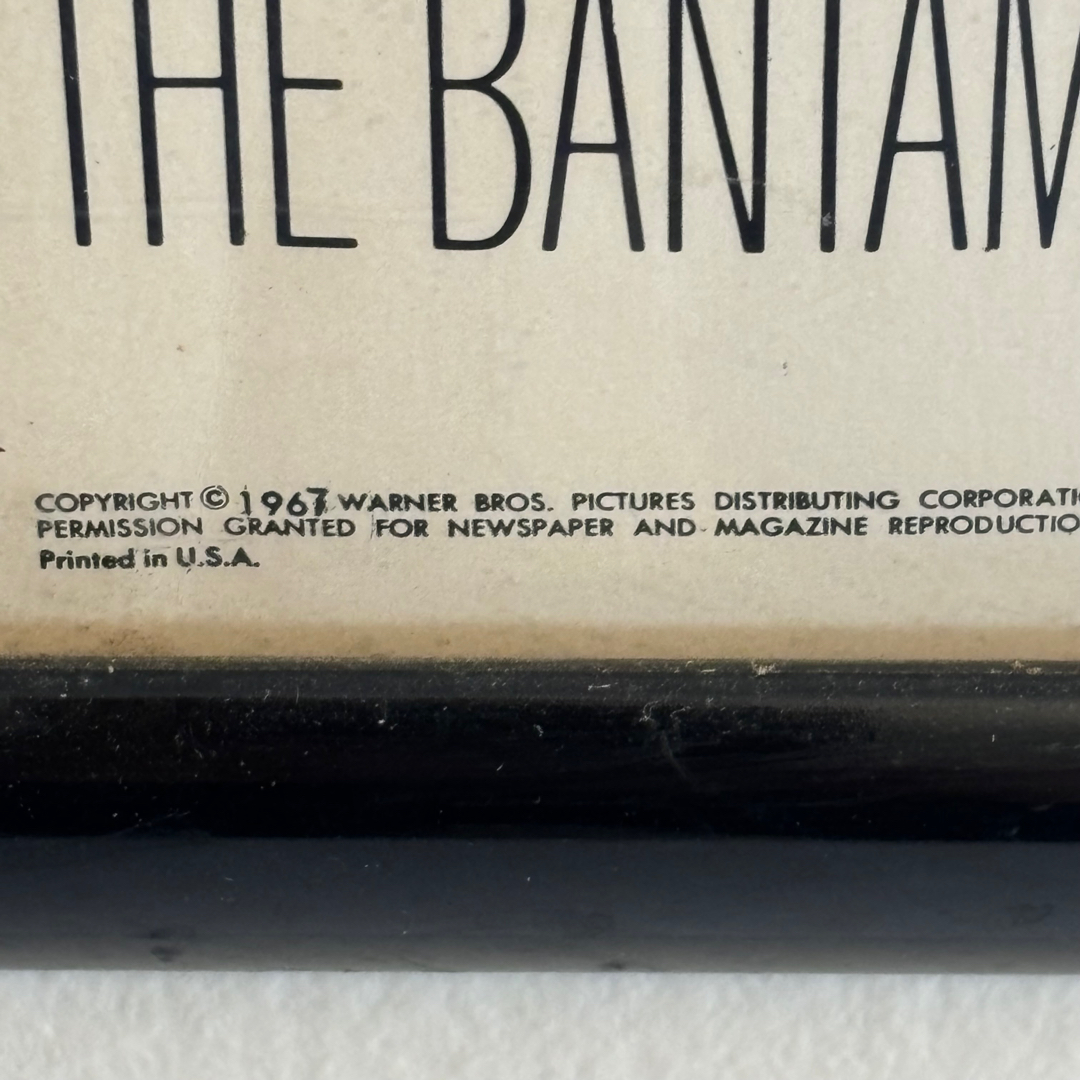 THE BANTAM
COPYRIGHT © 1967 WARNER BROS. PICTURES DISTRIBUTING CORPORATI
PERMISSION GRANTED FOR NEWSPAPER AND MAGAZINE REPRODUCTIO
Printed in U.S.A.